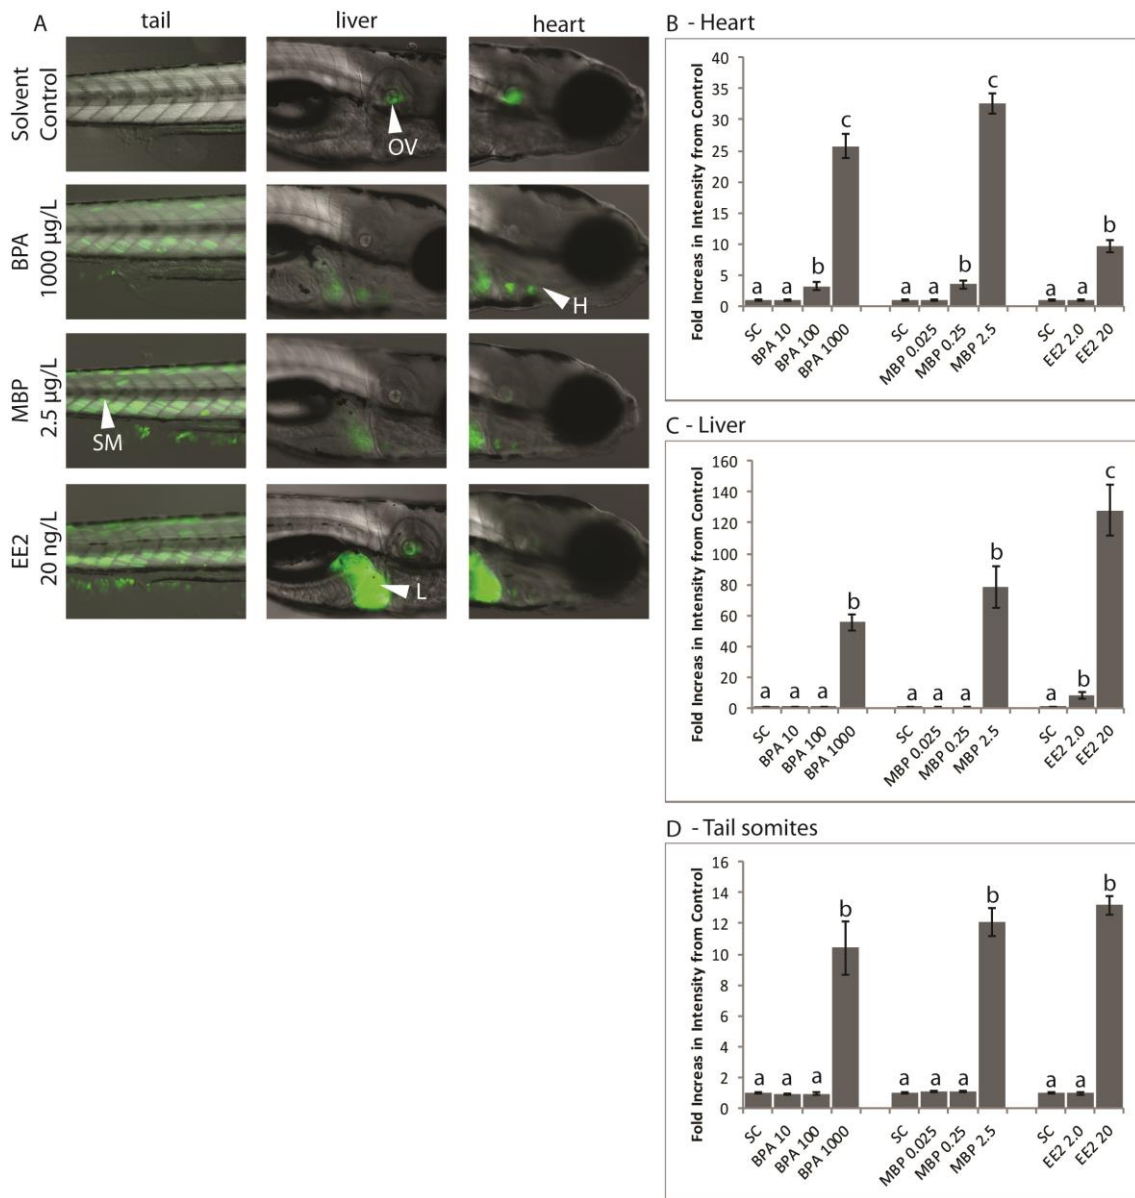 A
tail
liver
heart
Solvent
Control
OV
BPA
1000 µg/L
H
MBP
2.5 µg/L
SM
EE2
20 ng/L
L
B - Heart
Fold Increase in Intensity from Control
40
35
30
25
20
15
10
5
0
a a b c a a b c a a b
SC BPA 10 BPA 100 BPA 1000 SC MBP 0.025 MBP 0.25 MBP 2.5 SC EE2 2.0 EE2 20
C - Liver
Fold Increas in Intensity from Control
160
140
120
100
80
60
40
20
0
a a a b a a a b a b c
SC BPA 10 BPA 100 BPA 1000 SC MBP 0.025 MBP 0.25 MBP 2.5 SC EE2 2.0 EE2 20
D - Tail somites
Fold Increas in Intensity from Control
16
14
12
10
8
6
4
2
0
a a a b a a a b a a b
SC BPA 10 BPA 100 BPA 1000 SC MBP 0.025 MBP 0.25 MBP 2.5 SC EE2 2.0 EE2 20